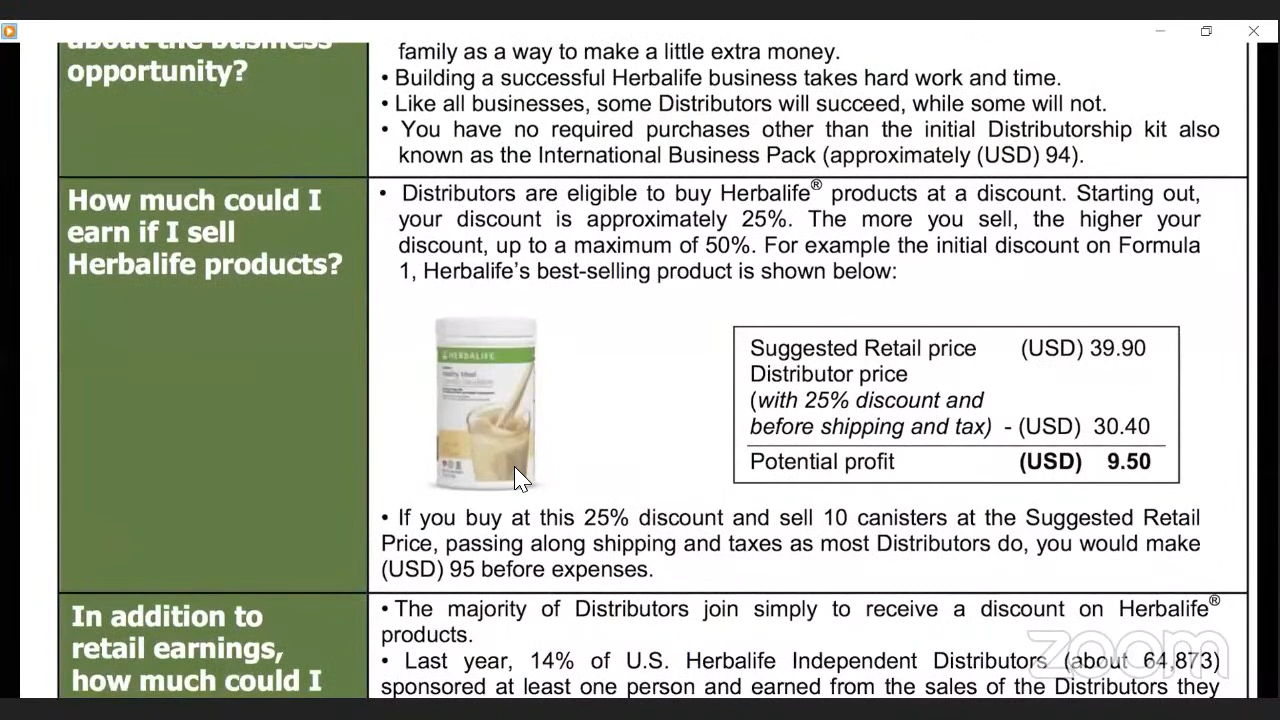 about the business
opportunity?
family as a way to make a little extra money.
• Building a successful Herbalife business takes hard work and time.
• Like all businesses, some Distributors will succeed, while some will not.
• You have no required purchases other than the initial Distributorship kit also
known as the International Business Pack (approximately (USD) 94).
How much could I
earn if I sell
Herbalife products?
• Distributors are eligible to buy Herbalife® products at a discount. Starting out,
your discount is approximately 25%. The more you sell, the higher your
discount, up to a maximum of 50%. For example the initial discount on Formula
1, Herbalife's best-selling product is shown below:
HERBALIFE
Suggested Retail price (USD) 39.90
Distributor price
(with 25% discount and
before shipping and tax) - (USD) 30.40
Potential profit (USD) 9.50
• If you buy at this 25% discount and sell 10 canisters at the Suggested Retail
Price, passing along shipping and taxes as most Distributors do, you would make
(USD) 95 before expenses.
In addition to
retail earnings,
how much could I
• The majority of Distributors join simply to receive a discount on Herbalife®
products.
• Last year, 14% of U.S. Herbalife Independent Distributors (about 64,873)
sponsored at least one person and earned from the sales of the Distributors they
zoom